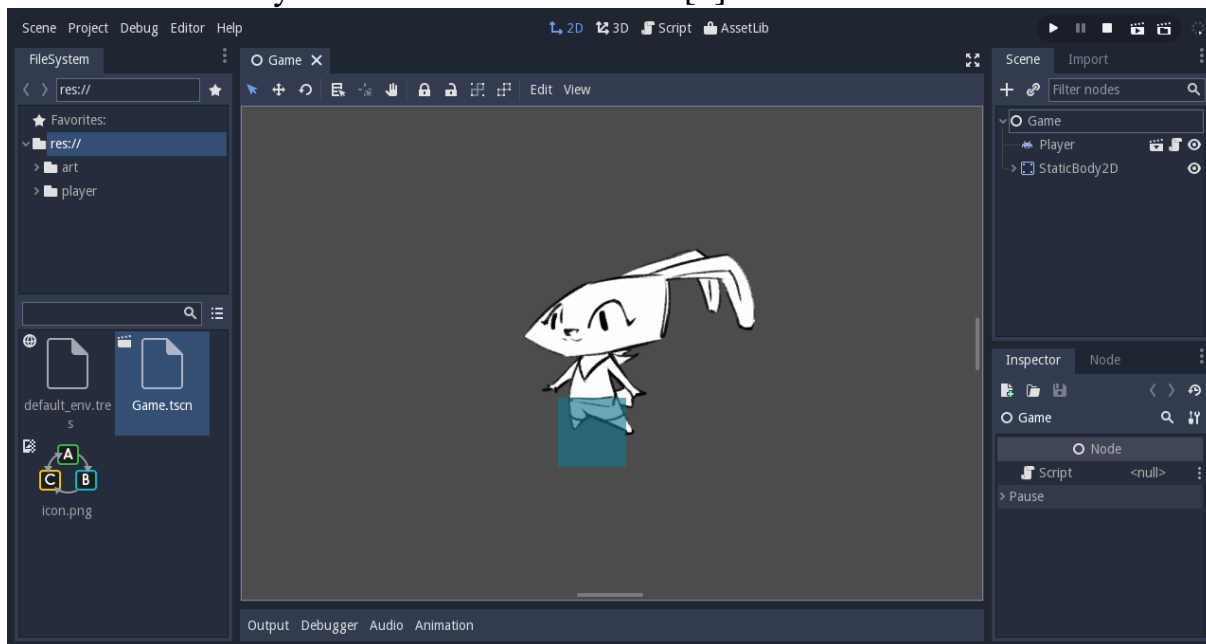 Scene Project Debug Editor Help
2D 3D Script AssetLib
FileSystem
res://
Favorites:
res://
art
player
default_env.tre
s
Game.tscn
A
C B
icon.png
Game
Edit View
Output Debugger Audio Animation
Scene Import
Filter nodes
Game
Player
StaticBody2D
Inspector Node
Game
Node
Script <null>
Pause